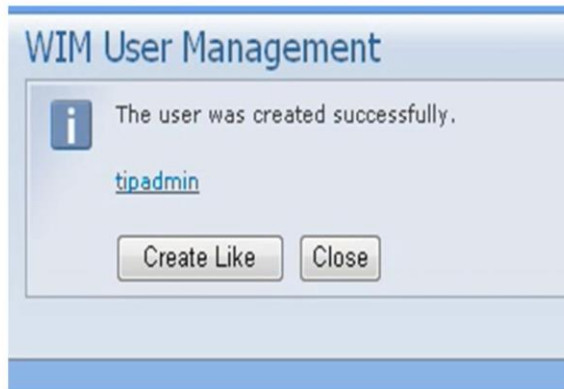 WIM User Management
i
The user was created successfully.
tipadmin
Create Like
Close